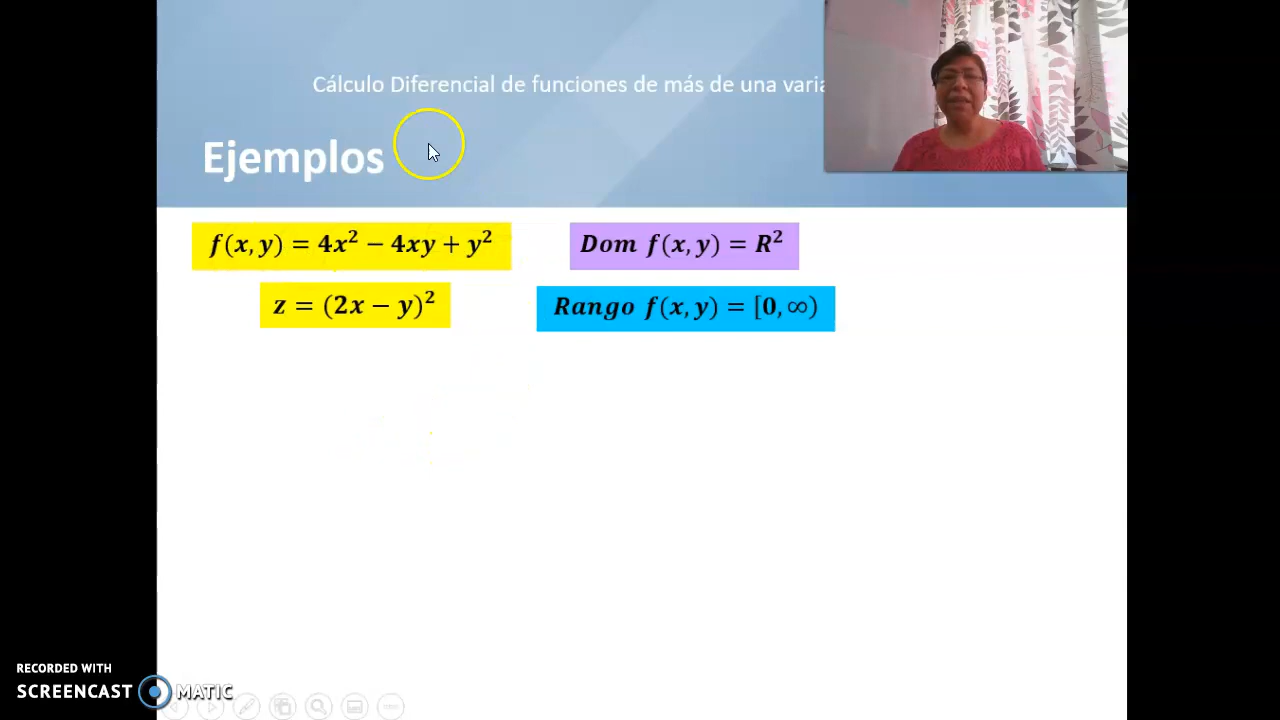 Cálculo Diferencial de funciones de más de una varia
Ejemplos
f(x, y) = 4x² − 4xy + y²
Dom f(x, y) = R²
z = (2x − y)²
Rango f(x, y) = [0, ∞)
RECORDED WITH
SCREENCAST MATIC